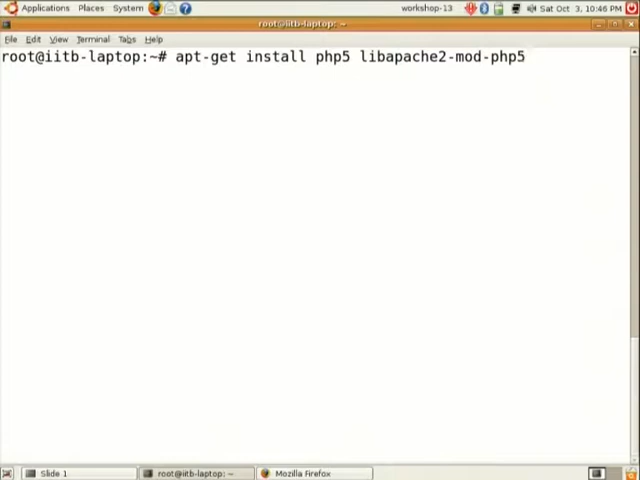 Applications Places System workshop-13 Sat Oct 3, 10:46 PM
root@iitb-laptop: ~
File Edit View Terminal Tabs Help
root@iitb-laptop:~# apt-get install php5 libapache2-mod-php5
Slide 1 root@iitb-laptop: ~ Mozilla Firefox